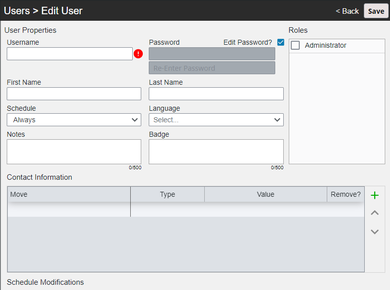 Users > Edit User
< Back
Save
User Properties
Roles
Username
Password
Edit Password?
Administrator
Re-Enter Password
First Name
Last Name
Schedule
Language
Always
Select...
Notes
Badge
0/500
0/500
Contact Information
Move
Type
Value
Remove?
Schedule Modifications